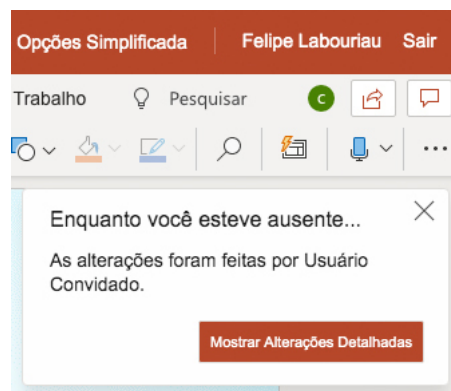 Opções Simplificada Felipe Labouriau Sair
Trabalho Pesquisar C
Enquanto você esteve ausente...
As alterações foram feitas por Usuário
Convidado.
Mostrar Alterações Detalhadas